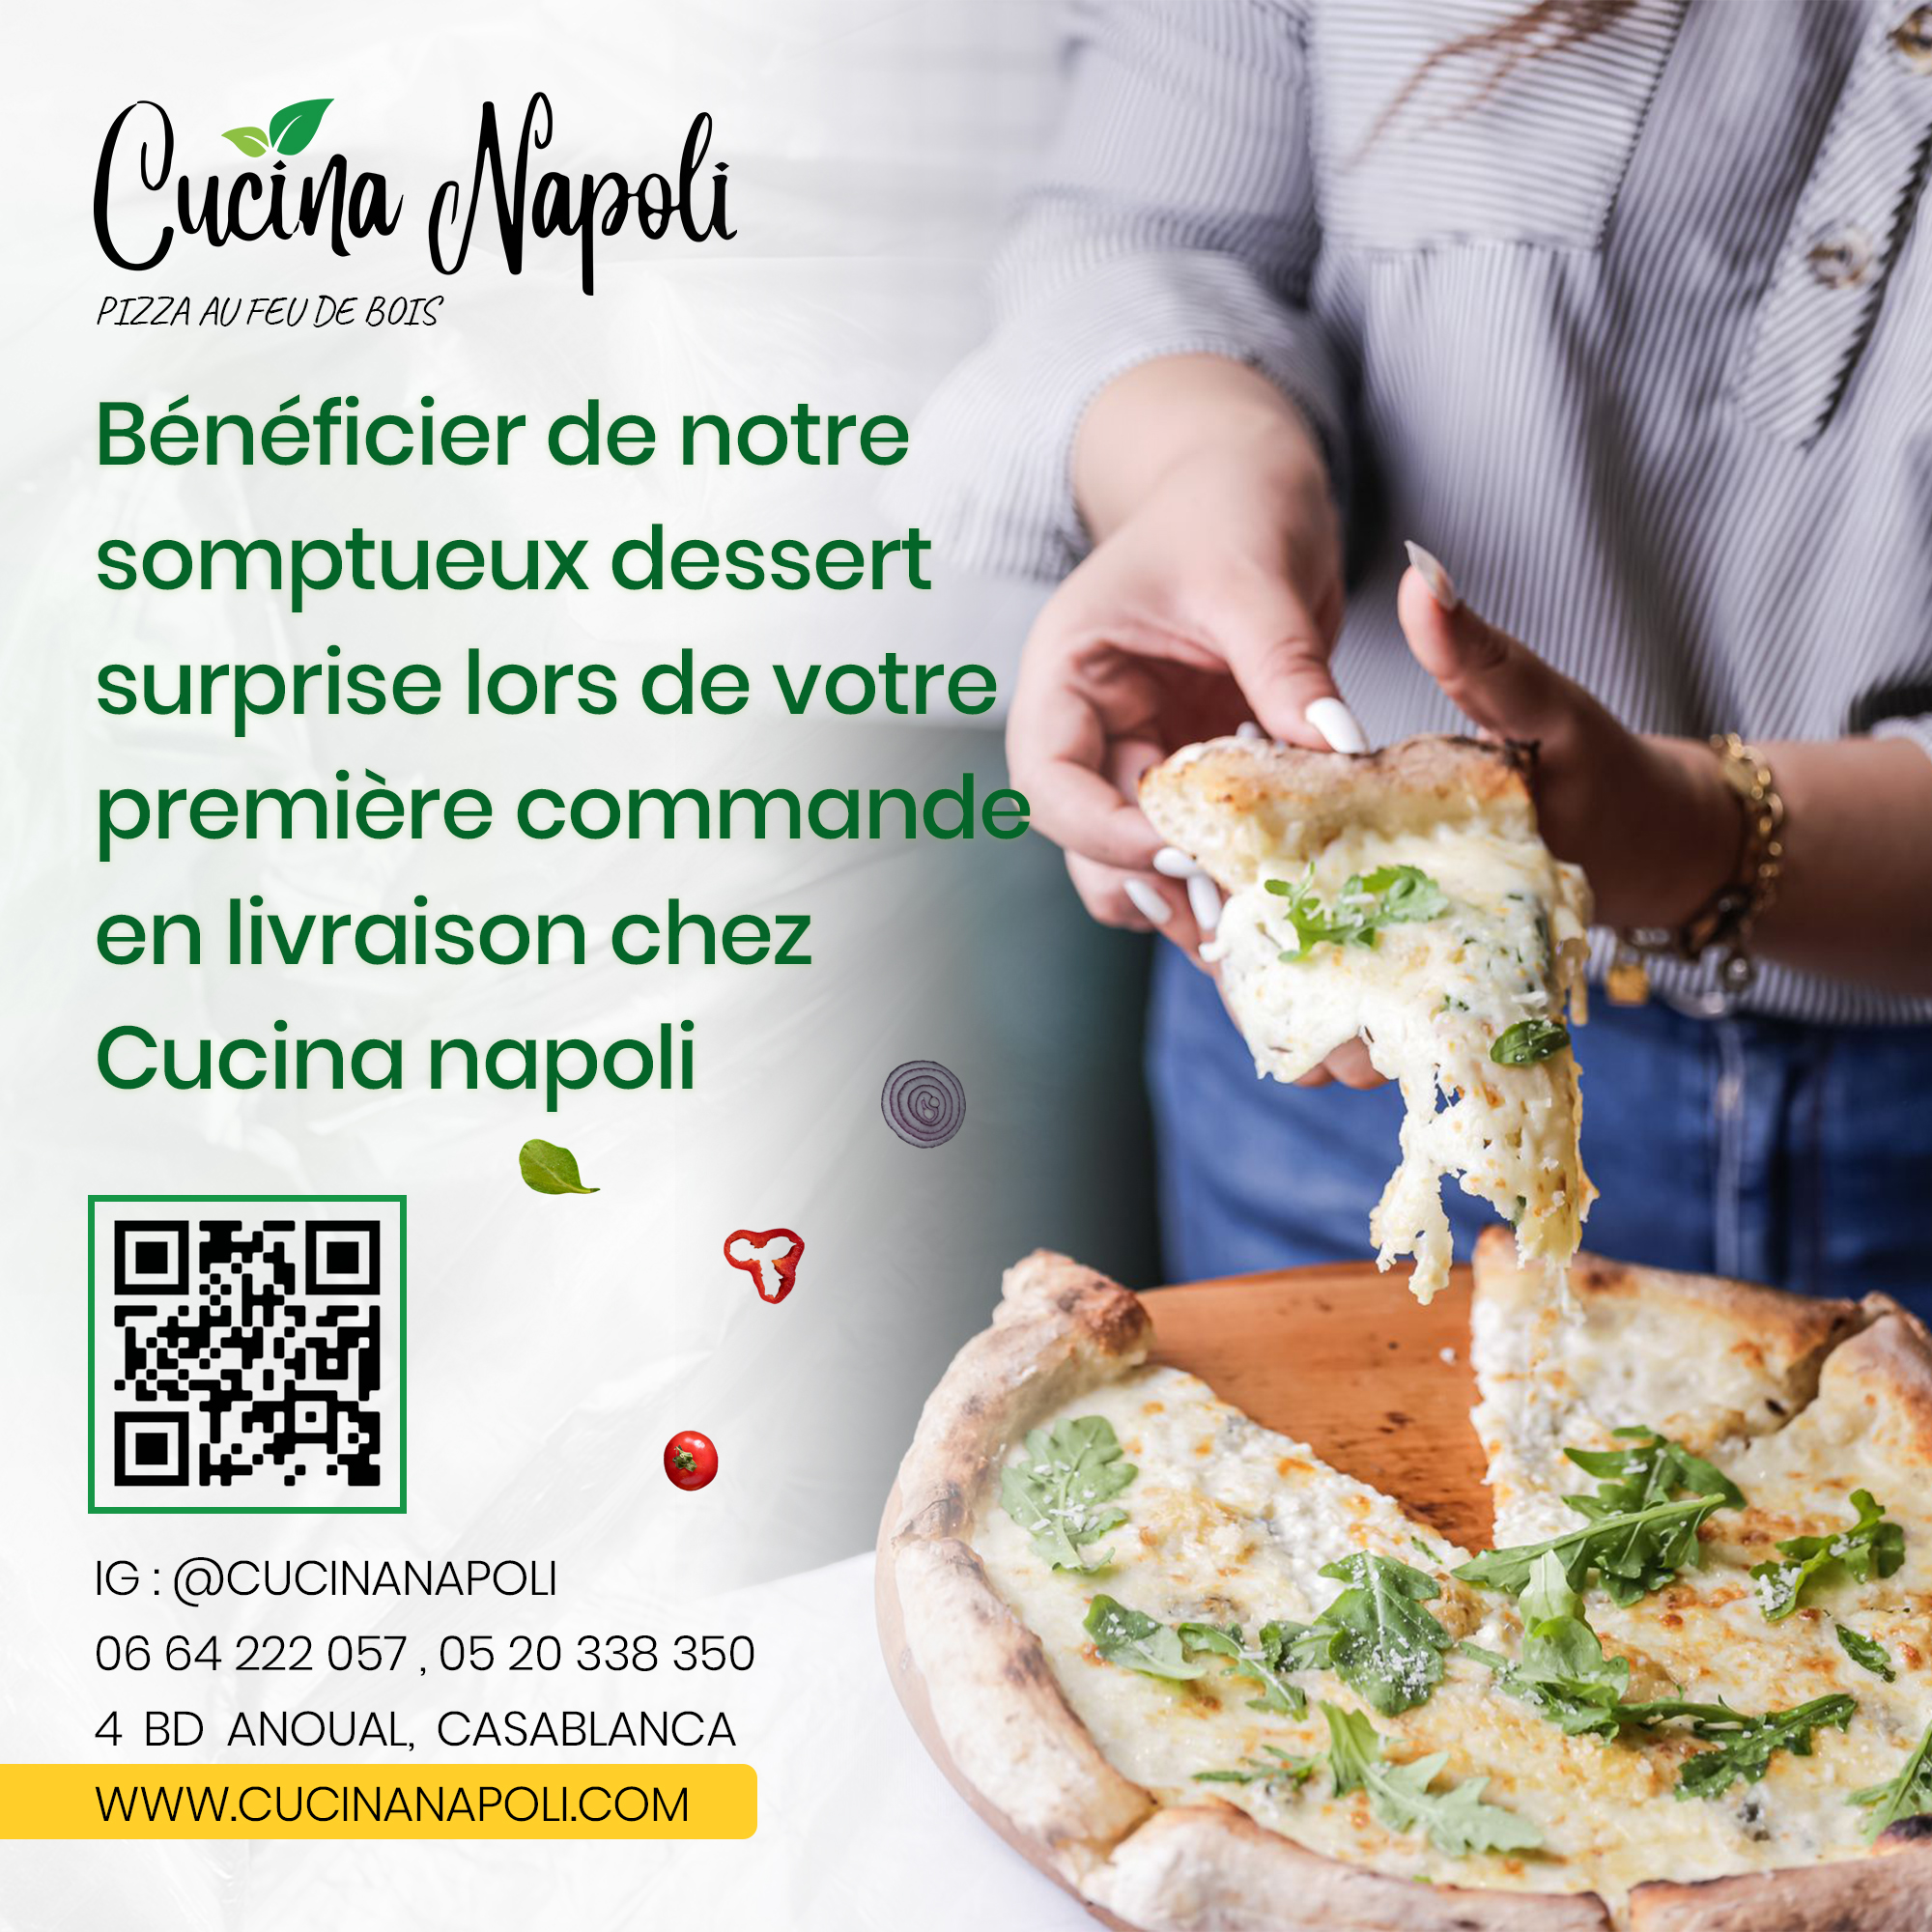 Cucina Napoli
PIZZA AU FEU DE BOIS
Bénéficier de notre
somptueux dessert
surprise lors de votre
première commande
en livraison chez
Cucina napoli
IG : @CUCINANAPOLI
06 64 222 057 , 05 20 338 350
4 BD ANOUAL, CASABLANCA
WWW.CUCINANAPOLI.COM